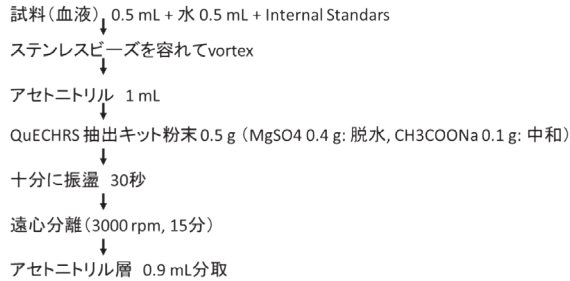 試料(血液) 0.5 mL + 水 0.5 mL + Internal Standars
ステンレスビーズを容れてvortex
アセトニトリル 1 mL
QuECHRS 抽出キット粉末 0.5 g (MgSO4 0.4 g: 脱水, CH3COONa 0.1 g: 中和)
十分に振盪 30秒
遠心分離(3000 rpm, 15分)
アセトニトリル層 0.9 mL分取